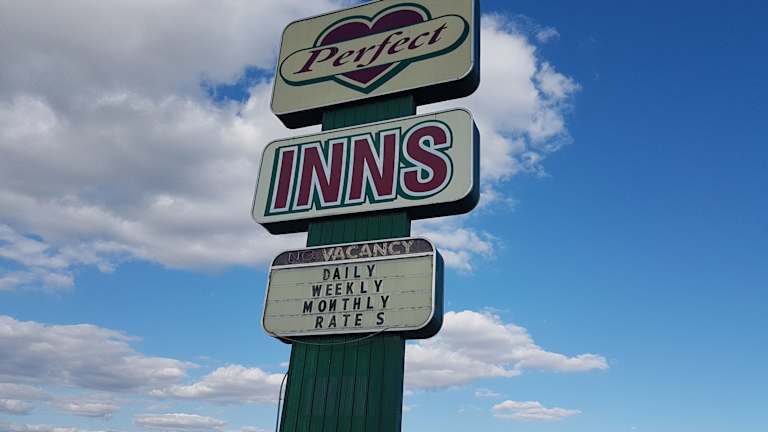 Perfect
INNS
NO VACANCY
DAILY
WEEKLY
MONTHLY
RATES